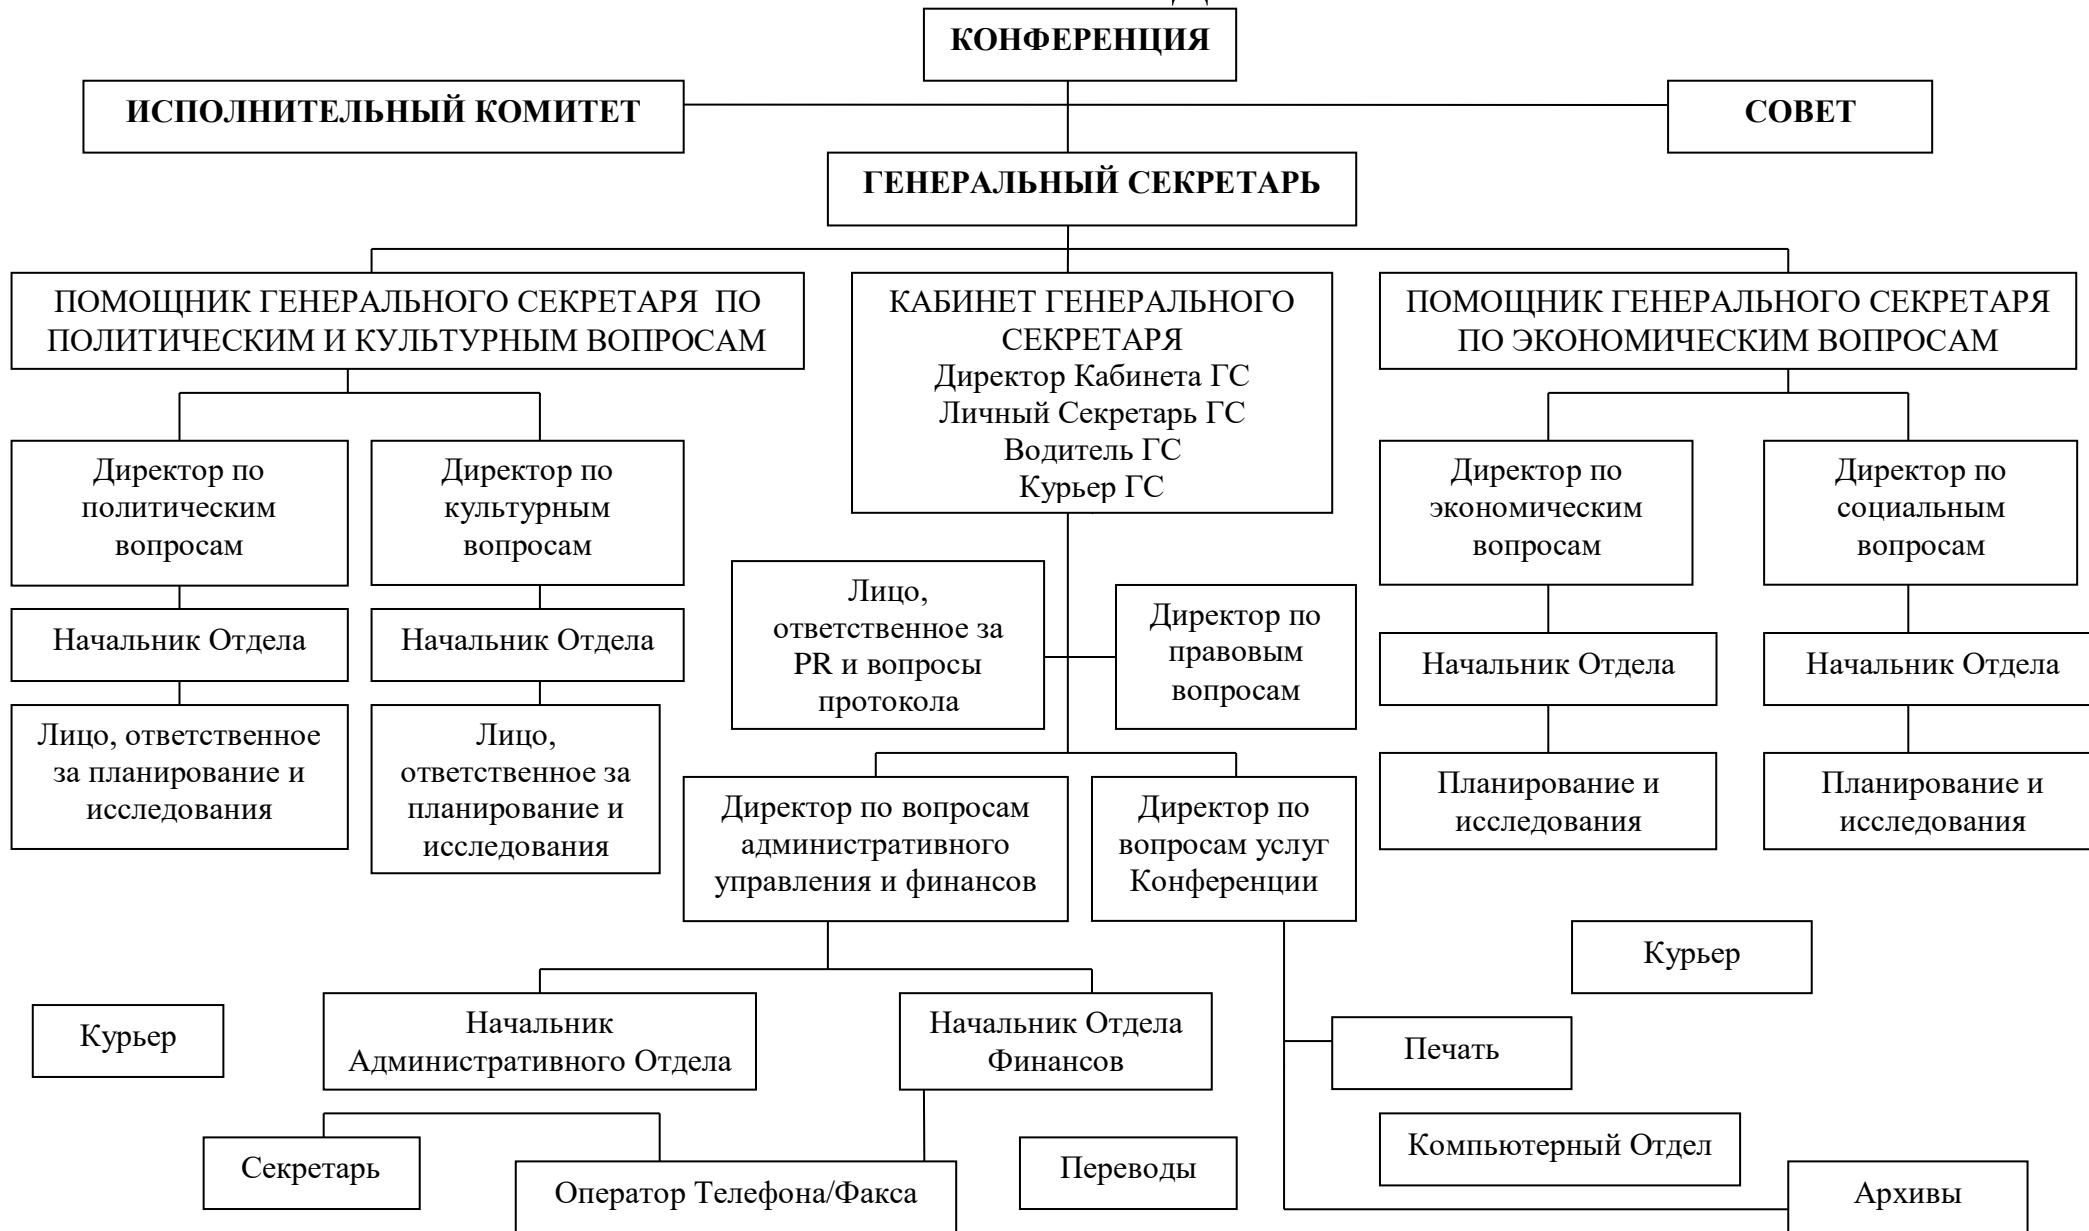 КОНФЕРЕНЦИЯ
ИСПОЛНИТЕЛЬНЫЙ КОМИТЕТ
СОВЕТ
ГЕНЕРАЛЬНЫЙ СЕКРЕТАРЬ
ПОМОЩНИК ГЕНЕРАЛЬНОГО СЕКРЕТАРЯ ПО
ПОЛИТИЧЕСКИМ И КУЛЬТУРНЫМ ВОПРОСАМ
КАБИНЕТ ГЕНЕРАЛЬНОГО
СЕКРЕТАРЯ
Директор Кабинета ГС
Личный Секретарь ГС
Водитель ГС
Курьер ГС
ПОМОЩНИК ГЕНЕРАЛЬНОГО СЕКРЕТАРЯ
ПО ЭКОНОМИЧЕСКИМ ВОПРОСАМ
Директор по
политическим
вопросам
Директор по
культурным
вопросам
Директор по
экономическим
вопросам
Директор по
социальным
вопросам
Лицо,
ответственное за
PR и вопросы
протокола
Директор по
правовым
вопросам
Начальник Отдела
Начальник Отдела
Начальник Отдела
Начальник Отдела
Лицо, ответственное
за планирование и
исследования
Лицо,
ответственное за
планирование и
исследования
Директор по вопросам
административного
управления и финансов
Директор по
вопросам услуг
Конференции
Планирование и
исследования
Планирование и
исследования
Курьер
Курьер
Начальник
Административного Отдела
Начальник Отдела
Финансов
Печать
Секретарь
Оператор Телефона/Факса
Переводы
Компьютерный Отдел
Архивы